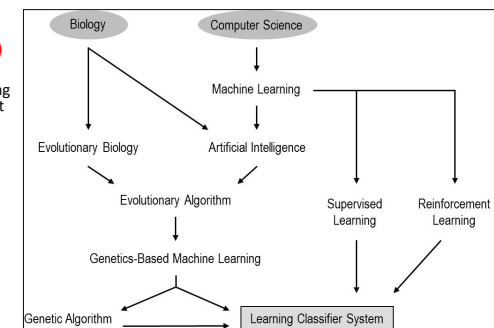 Biology
Computer Science
Machine Learning
Evolutionary Biology
Artificial Intelligence
Evolutionary Algorithm
Supervised
Learning
Reinforcement
Learning
Genetics-Based Machine Learning
Genetic Algorithm
Learning Classifier System